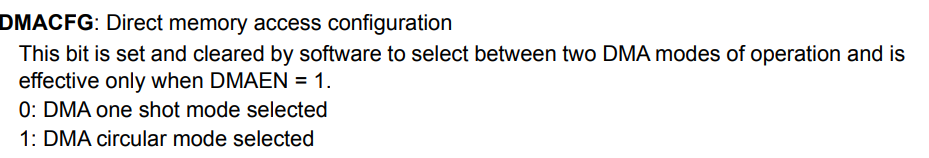 DMACFG: Direct memory access configuration
This bit is set and cleared by software to select between two DMA modes of operation and is
effective only when DMAEN = 1.
0: DMA one shot mode selected
1: DMA circular mode selected